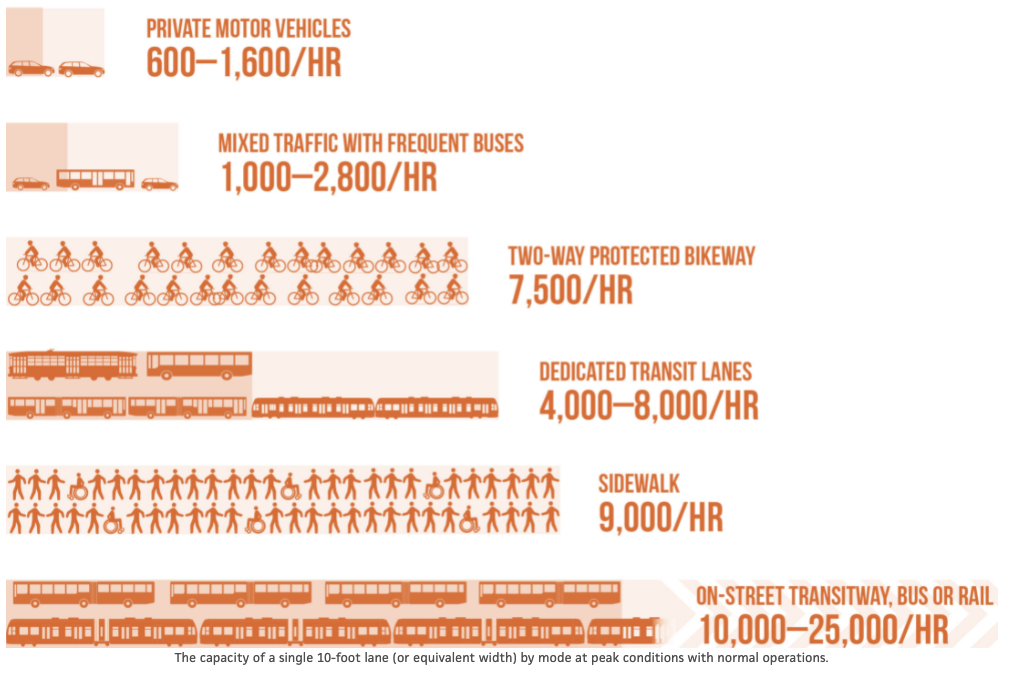 PRIVATE MOTOR VEHICLES
600–1,600/HR
MIXED TRAFFIC WITH FREQUENT BUSES
1,000–2,800/HR
TWO-WAY PROTECTED BIKEWAY
7,500/HR
DEDICATED TRANSIT LANES
4,000–8,000/HR
SIDEWALK
9,000/HR
ON-STREET TRANSITWAY, BUS OR RAIL
10,000–25,000/HR
The capacity of a single 10-foot lane (or equivalent width) by mode at peak conditions with normal operations.